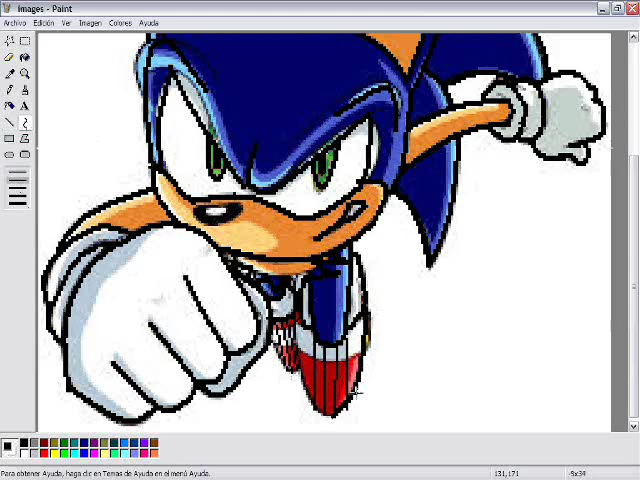 images - Paint
Archivo Edición Ver Imagen Colores Ayuda
A
Para obtener Ayuda, haga clic en Temas de Ayuda en el menú Ayuda.
131,171
-9x34